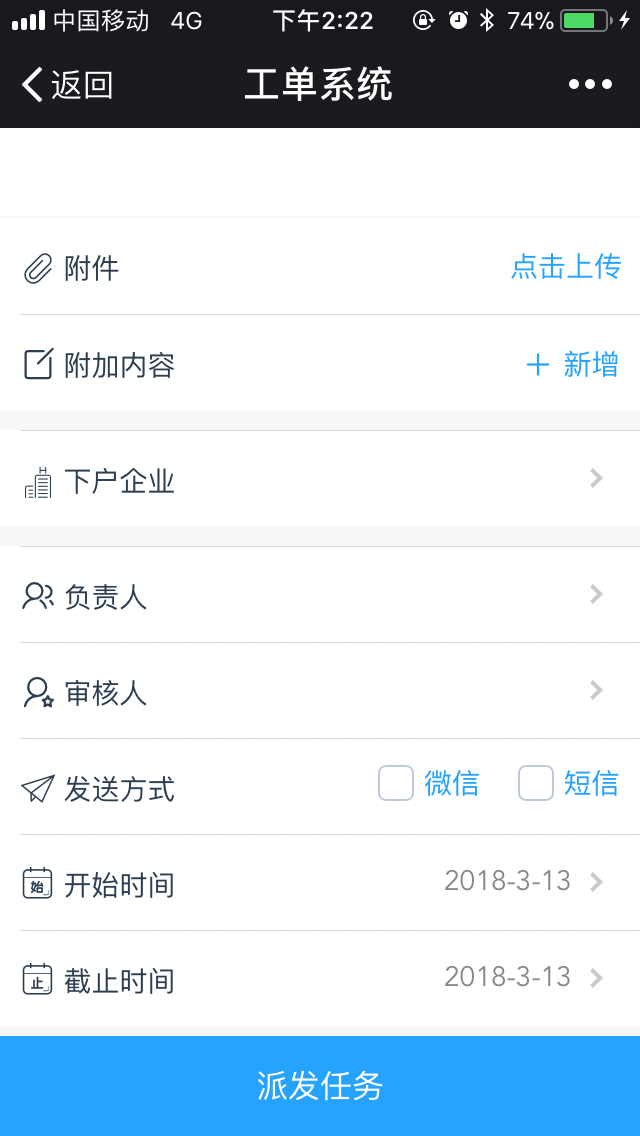 中国移动 4G 下午2:22 74%
返回 工单系统
附件 点击上传
附加内容 + 新增
H
下户企业
负责人
审核人
发送方式 微信 短信
始 开始时间 2018-3-13
止 截止时间 2018-3-13
派发任务